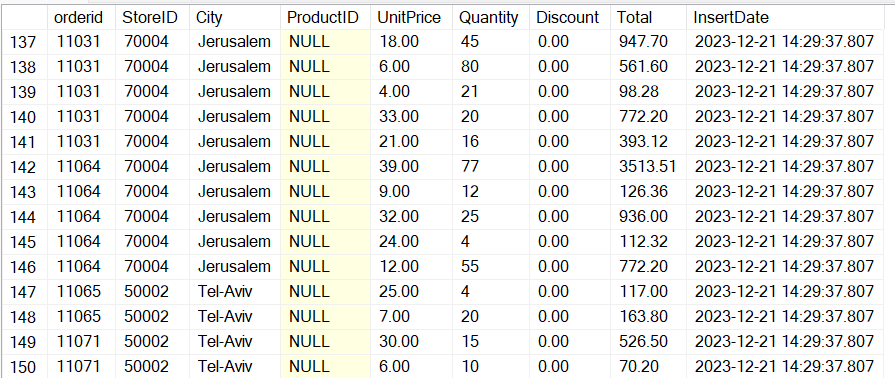 orderid StoreID City ProductID UnitPrice Quantity Discount Total InsertDate
137 11031 70004 Jerusalem NULL 18.00 45 0.00 947.70 2023-12-21 14:29:37.807
138 11031 70004 Jerusalem NULL 6.00 80 0.00 561.60 2023-12-21 14:29:37.807
139 11031 70004 Jerusalem NULL 4.00 21 0.00 98.28 2023-12-21 14:29:37.807
140 11031 70004 Jerusalem NULL 33.00 20 0.00 772.20 2023-12-21 14:29:37.807
141 11031 70004 Jerusalem NULL 21.00 16 0.00 393.12 2023-12-21 14:29:37.807
142 11064 70004 Jerusalem NULL 39.00 77 0.00 3513.51 2023-12-21 14:29:37.807
143 11064 70004 Jerusalem NULL 9.00 12 0.00 126.36 2023-12-21 14:29:37.807
144 11064 70004 Jerusalem NULL 32.00 25 0.00 936.00 2023-12-21 14:29:37.807
145 11064 70004 Jerusalem NULL 24.00 4 0.00 112.32 2023-12-21 14:29:37.807
146 11064 70004 Jerusalem NULL 12.00 55 0.00 772.20 2023-12-21 14:29:37.807
147 11065 50002 Tel-Aviv NULL 25.00 4 0.00 117.00 2023-12-21 14:29:37.807
148 11065 50002 Tel-Aviv NULL 7.00 20 0.00 163.80 2023-12-21 14:29:37.807
149 11071 50002 Tel-Aviv NULL 30.00 15 0.00 526.50 2023-12-21 14:29:37.807
150 11071 50002 Tel-Aviv NULL 6.00 10 0.00 70.20 2023-12-21 14:29:37.807